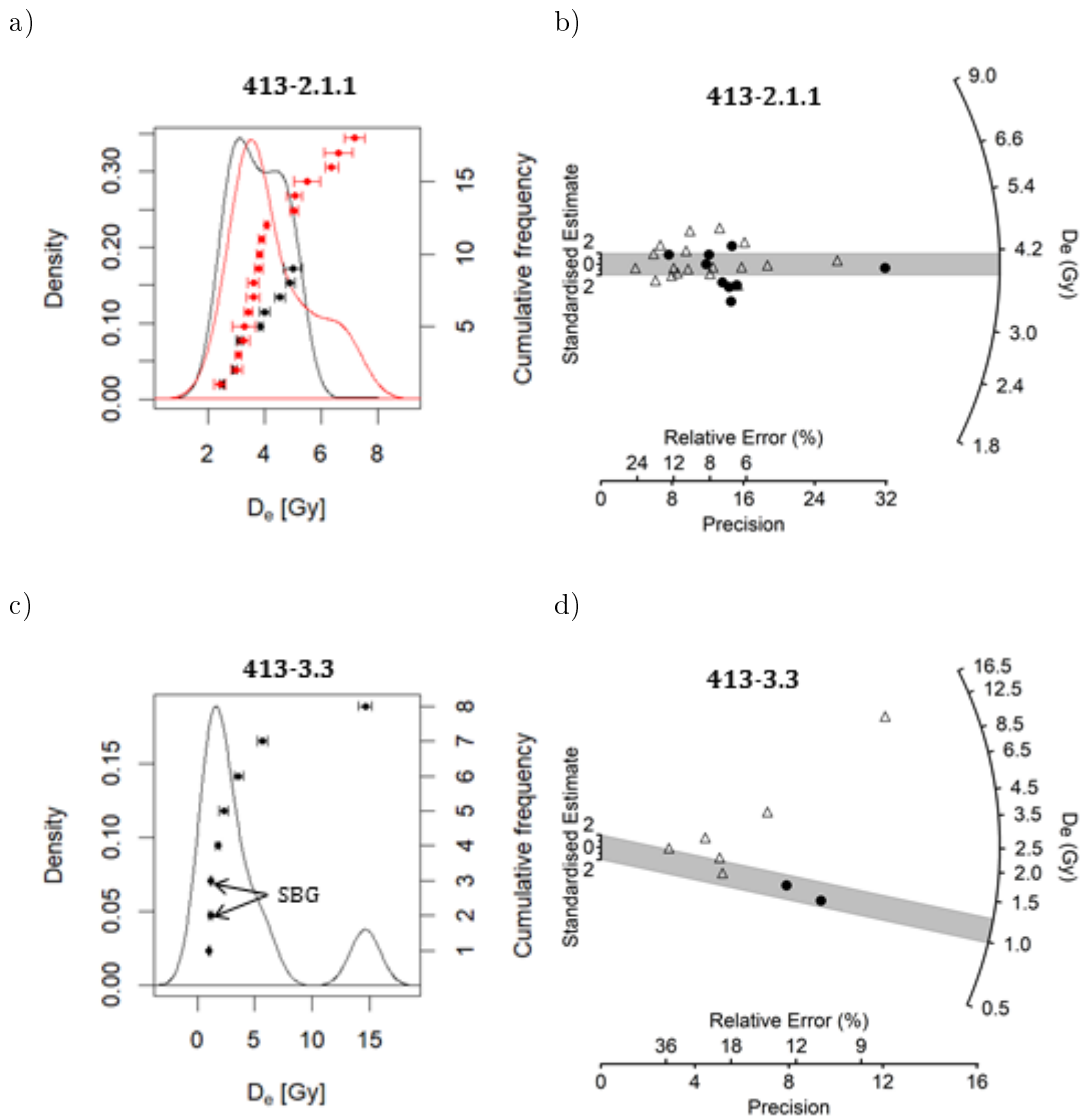 a)
413-2.1.1
Density
0.00 0.10 0.20 0.30
Cumulative frequency
5 10 15
2 4 6 8
De [Gy]
b)
413-2.1.1
Standardised Estimate
2
0
2
9.0
6.6
5.4
4.2
3.0
2.4
1.8
De (Gy)
Relative Error (%)
24 12 8 6
0 8 16 24 32
Precision
c)
413-3.3
Density
0.00 0.05 0.10 0.15
SBG
Cumulative frequency
1 2 3 4 5 6 7 8
0 5 10 15
De [Gy]
d)
413-3.3
Standardised Estimate
2
0
2
16.5
12.5
8.5
6.5
4.5
3.5
2.5
2.0
1.5
1.0
0.5
De (Gy)
Relative Error (%)
36 18 12 9
0 4 8 12 16
Precision